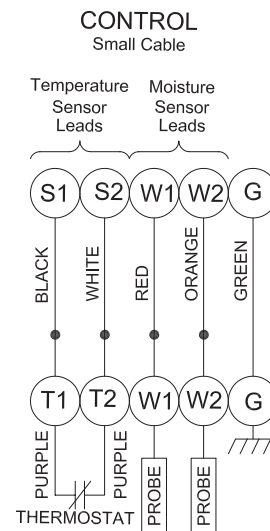 CONTROL
Small Cable
Temperature Sensor Leads
Moisture Sensor Leads
S1 S2 W1 W2 G
BLACK
WHITE
RED
ORANGE
GREEN
T1 T2 W1 W2 G
PURPLE
PURPLE
THERMOSTAT
PROBE
PROBE